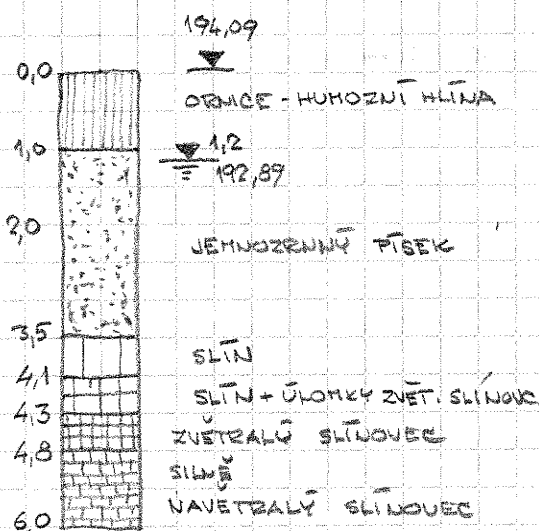 194,09
0,0
ORNICE - HUMOZNÍ HLÍNA
1,0
1,2
192,89
2,0
JEMNOZRNNÝ PÍSEK
3,5
SLÍN
4,1
SLÍN + ÚLOMKY ZVĚT. SLÍNOVC
4,3
ZVĚTRALÝ SLÍNOVEC
4,8
SILNĚ
NAVĚTRALÝ SLÍNOVEC
6,0